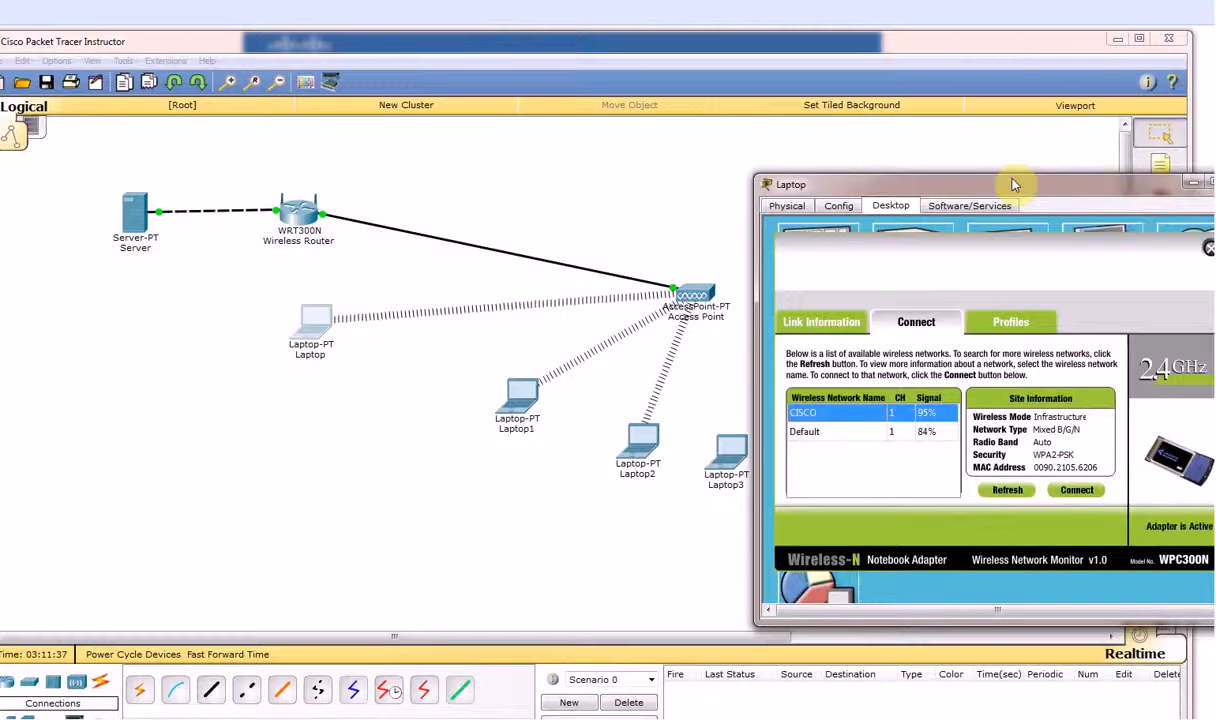 Cisco Packet Tracer Instructor
Edit Options View Tools Extensions Help
Logical [Root] New Cluster Move Object Set Tiled Background Viewport
Server-PT
Server
WRT300N
Wireless Router
AccessPoint-PT
Access Point
Laptop-PT
Laptop
Laptop-PT
Laptop1
Laptop-PT
Laptop2
Laptop-PT
Laptop3
Laptop
Physical Config Desktop Software/Services
Link Information Connect Profiles
Below is a list of available wireless networks. To search for more wireless networks, click
the Refresh button. To view more information about a network, select the wireless network
name. To connect to that network, click the Connect button below.
2.4GHz
Wireless Network Name CH Signal
CISCO 1 95%
Default 1 84%
Site Information
Wireless Mode Infrastructure
Network Type Mixed B/G/N
Radio Band Auto
Security WPA2-PSK
MAC Address 0090.2105.6206
Refresh Connect
Adapter is Active
Wireless-N Notebook Adapter Wireless Network Monitor v1.0 Model No. WPC300N
Time: 03:11:37 Power Cycle Devices Fast Forward Time Realtime
Connections
Scenario 0
New Delete
Fire Last Status Source Destination Type Color Time(sec) Periodic Num Edit Delete